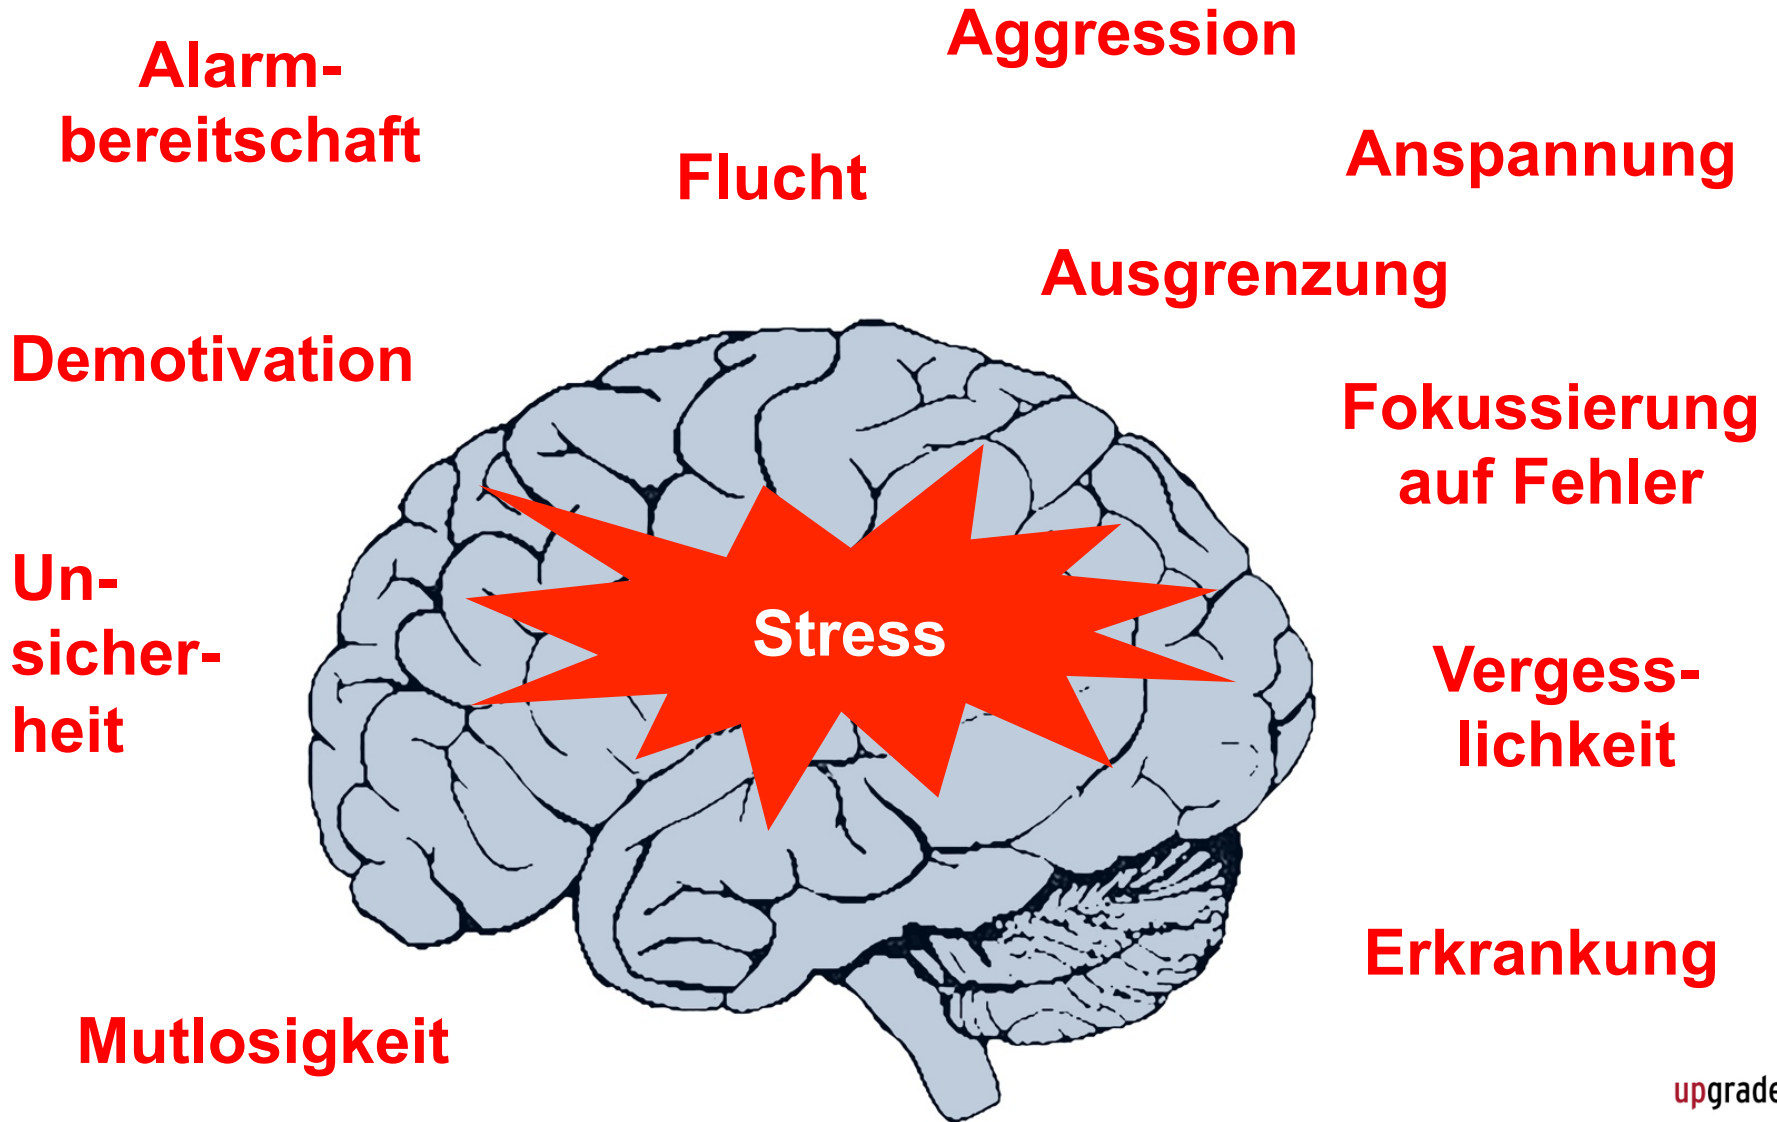 Aggression
Alarm-
bereitschaft
Flucht
Anspannung
Ausgrenzung
Demotivation
Fokussierung
auf Fehler
Un-
sicher-
heit
Stress
Vergess-
lichkeit
Erkrankung
Mutlosigkeit
upgrade